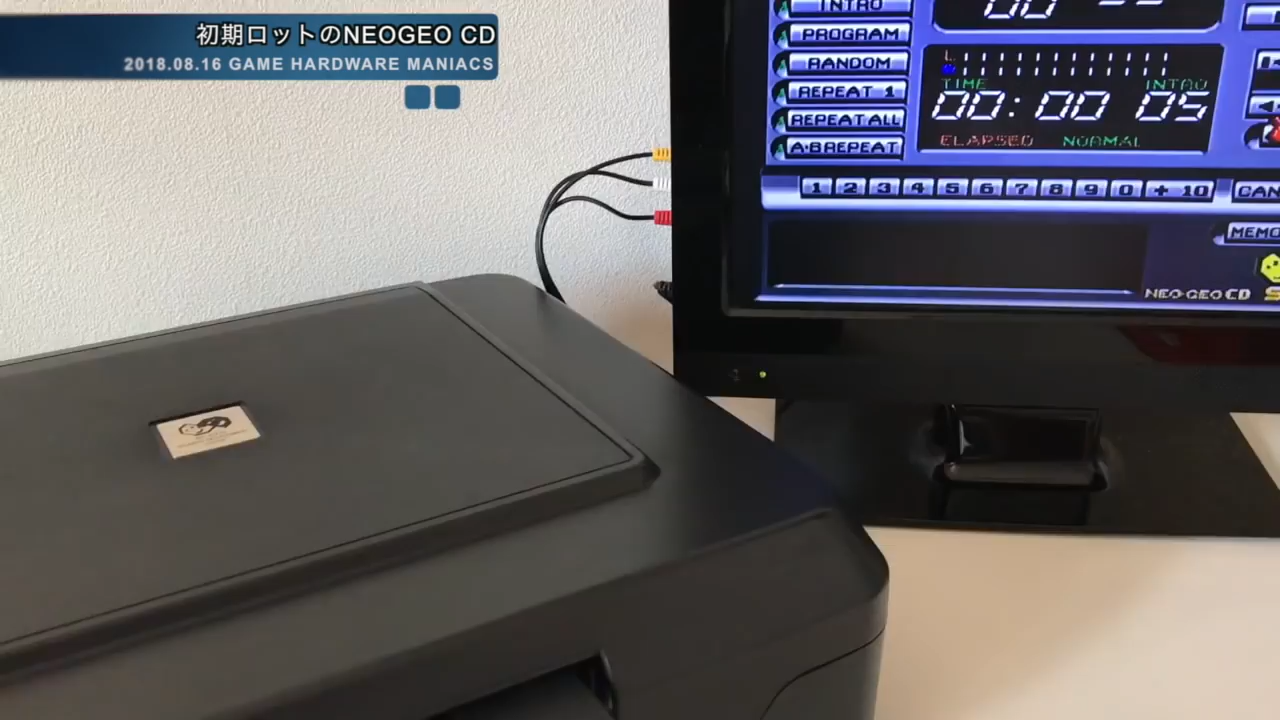 初期ロットのNEOGEO CD
2018.08.16 GAME HARDWARE MANIACS
INTRO
PROGRAM
RANDOM
REPEAT 1
REPEAT ALL
A-B REPEAT
L
TIME INTRO
00:00 05
ELAPSED NORMAL
1 2 3 4 5 6 7 8 9 0 + 10
CAN
MEMO
NEO·GEO CD